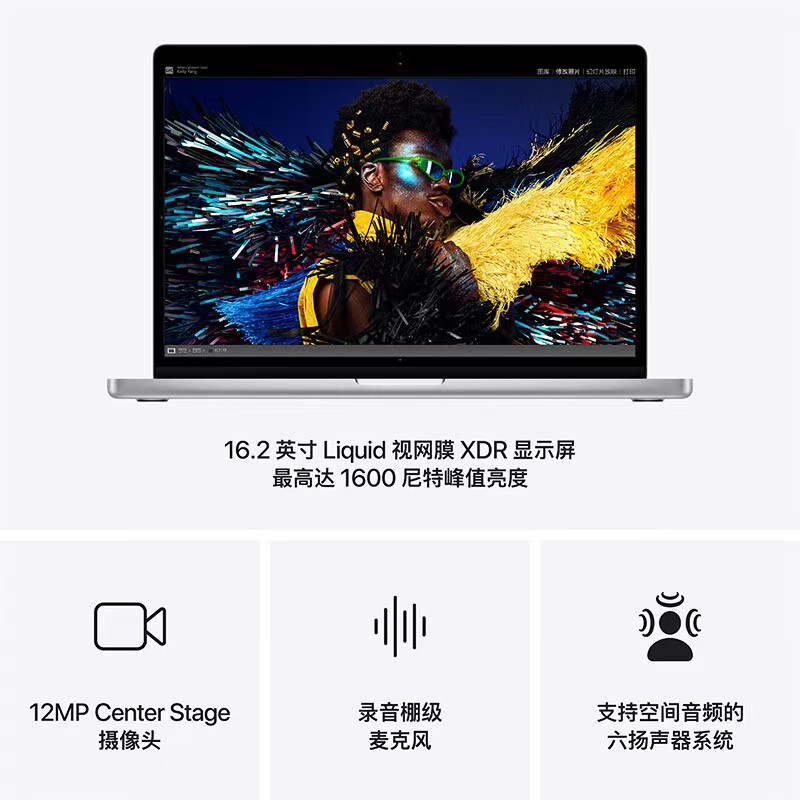 Kelly Yang
图库 | 修改照片 | 幻灯片放映 | 打印
16.2 英寸 Liquid 视网膜 XDR 显示屏
最高达 1600 尼特峰值亮度
12MP Center Stage
摄像头
录音棚级
麦克风
支持空间音频的
六扬声器系统